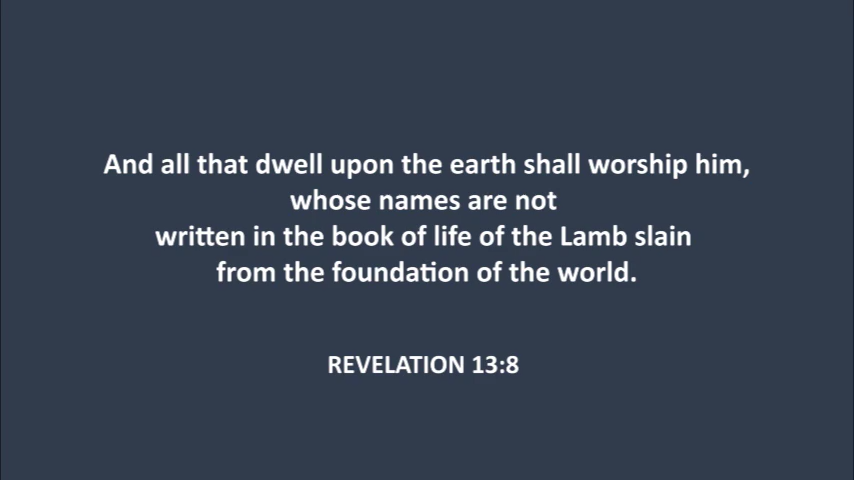 And all that dwell upon the earth shall worship him,
whose names are not
written in the book of life of the Lamb slain
from the foundation of the world.
REVELATION 13:8